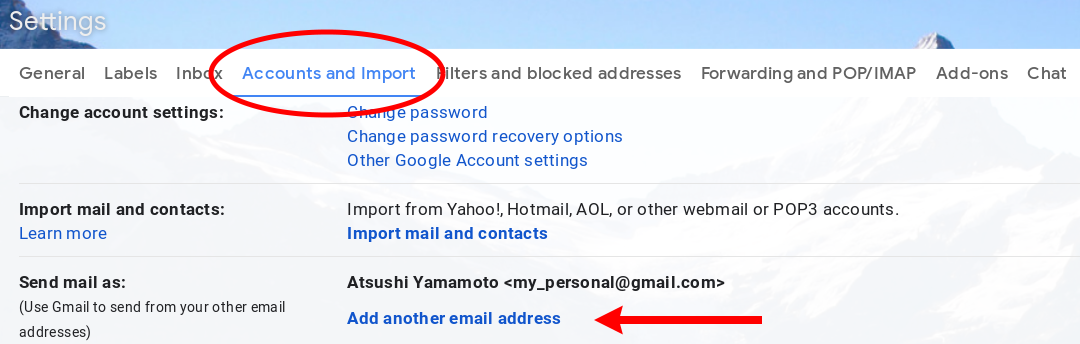 Settings
General Labels Inbox Accounts and Import Filters and blocked addresses Forwarding and POP/IMAP Add-ons Chat
Change account settings: Change password
Change password recovery options
Other Google Account settings
Import mail and contacts: Import from Yahoo!, Hotmail, AOL, or other webmail or POP3 accounts.
Learn more Import mail and contacts
Send mail as: Atsushi Yamamoto <my_personal@gmail.com>
(Use Gmail to send from your other email
addresses) Add another email address